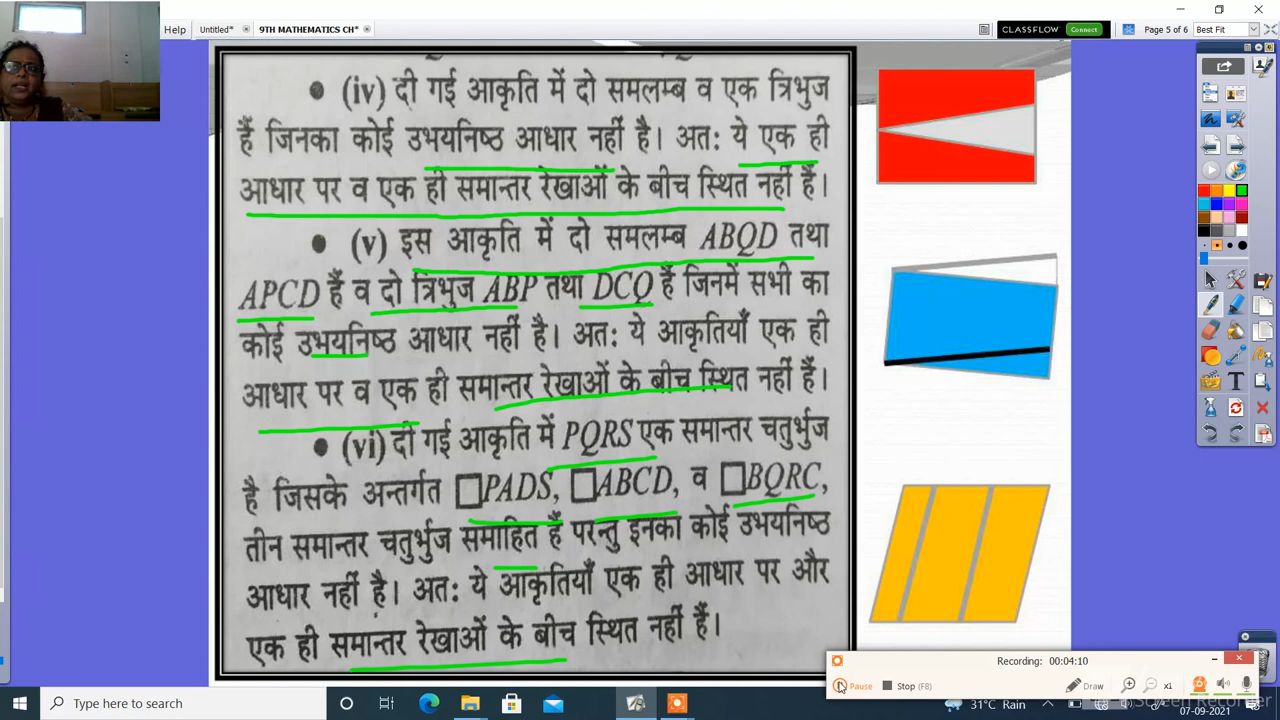 Help
Untitled*
9TH MATHEMATICS CH*
CLASSFLOW
Connect
Page 5 of 6
Best Fit
• (iv) दी गई आकृति में दो समलम्ब व एक त्रिभुज
हैं जिनका कोई उभयनिष्ठ आधार नहीं है। अतः ये एक ही
आधार पर व एक ही समान्तर रेखाओं के बीच स्थित नहीं हैं।
• (v) इस आकृति में दो समलम्ब ABQD तथा
APCD हैं व दो त्रिभुज ABP तथा DCQ हैं जिनमें सभी का
कोई उभयनिष्ठ आधार नहीं है। अतः ये आकृतियाँ एक ही
आधार पर व एक ही समान्तर रेखाओं के बीच स्थित नहीं हैं।
• (vi) दी गई आकृति में PQRS एक समान्तर चतुर्भुज
है जिसके अन्तर्गत □PADS, □ABCD, व □BQRC,
तीन समान्तर चतुर्भुज समाहित हैं परन्तु इनका कोई उभयनिष्ठ
आधार नहीं है। अतः ये आकृतियाँ एक ही आधार पर और
एक ही समान्तर रेखाओं के बीच स्थित नहीं हैं।
Recording: 00:04:10
Pause
Stop (F8)
Draw
x1
Type here to search
31°C Rain
07-09-2021